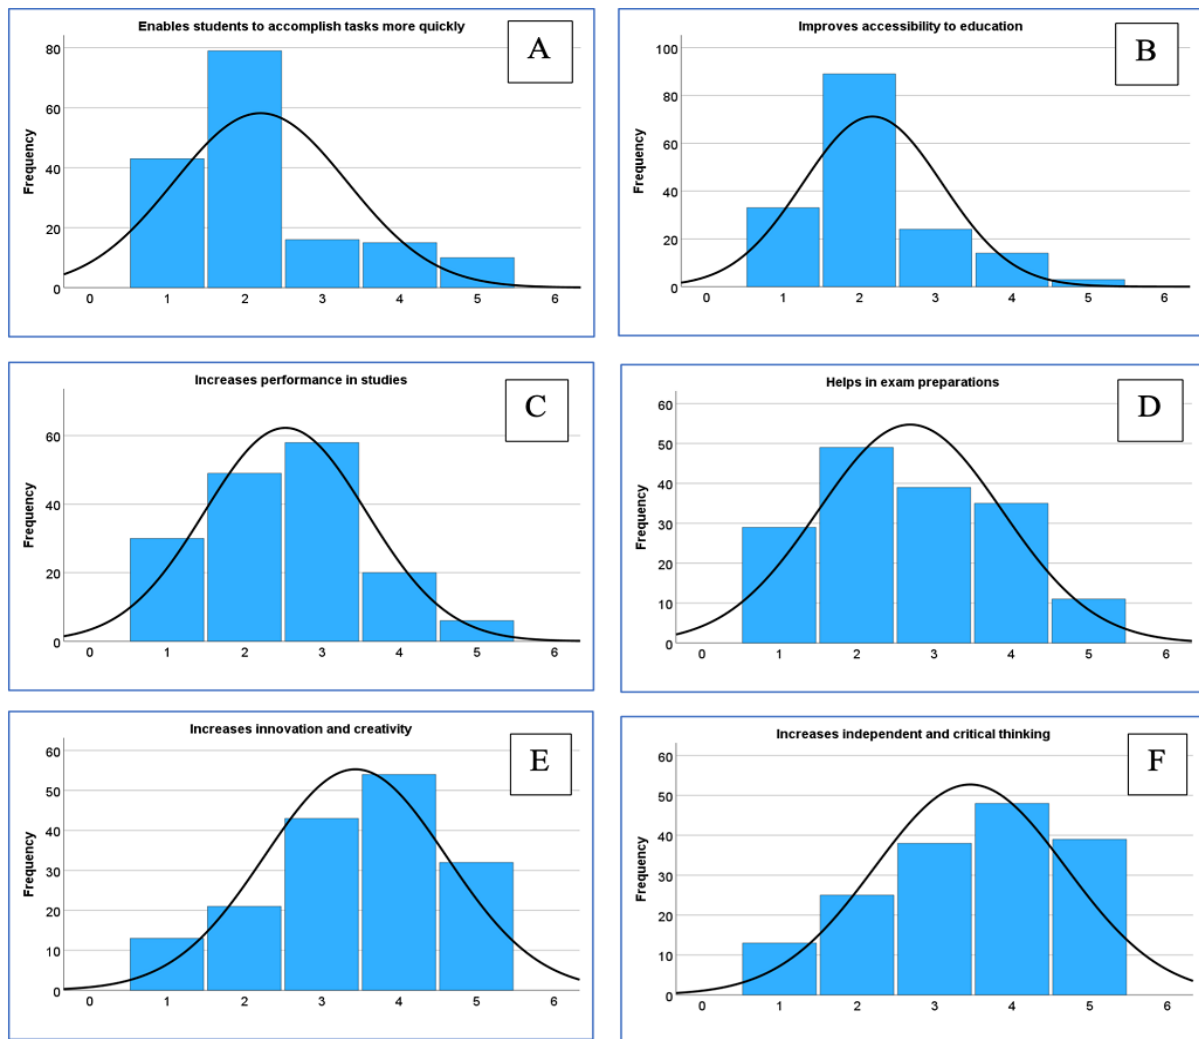 Enables students to accomplish tasks more quickly
A
80
60
40
20
0
Frequency
0 1 2 3 4 5 6
Improves accessibility to education
B
100
80
60
40
20
0
Frequency
0 1 2 3 4 5 6
Increases performance in studies
C
60
40
20
0
Frequency
0 1 2 3 4 5 6
Helps in exam preparations
D
60
50
40
30
20
10
0
Frequency
0 1 2 3 4 5 6
Increases innovation and creativity
E
60
50
40
30
20
10
0
Frequency
0 1 2 3 4 5 6
Increases independent and critical thinking
F
60
50
40
30
20
10
0
Frequency
0 1 2 3 4 5 6